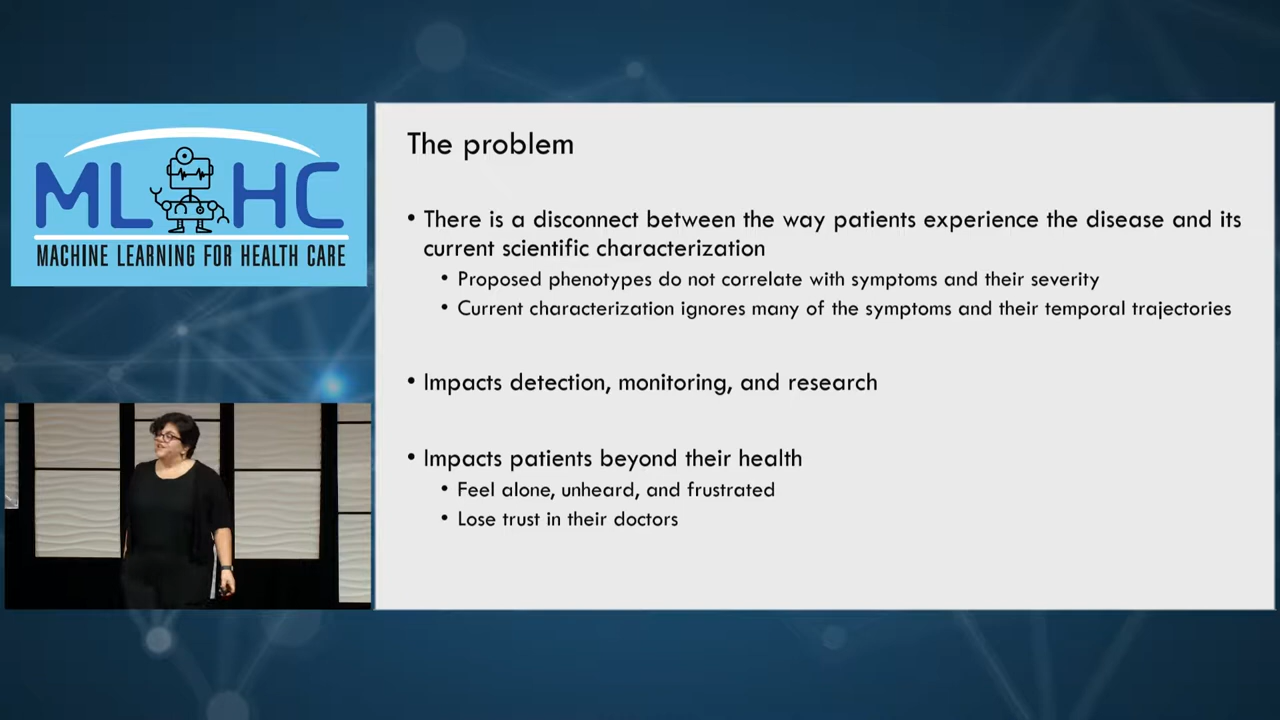 ML HC
MACHINE LEARNING FOR HEALTH CARE
The problem
• There is a disconnect between the way patients experience the disease and its
current scientific characterization
• Proposed phenotypes do not correlate with symptoms and their severity
• Current characterization ignores many of the symptoms and their temporal trajectories
• Impacts detection, monitoring, and research
• Impacts patients beyond their health
• Feel alone, unheard, and frustrated
• Lose trust in their doctors